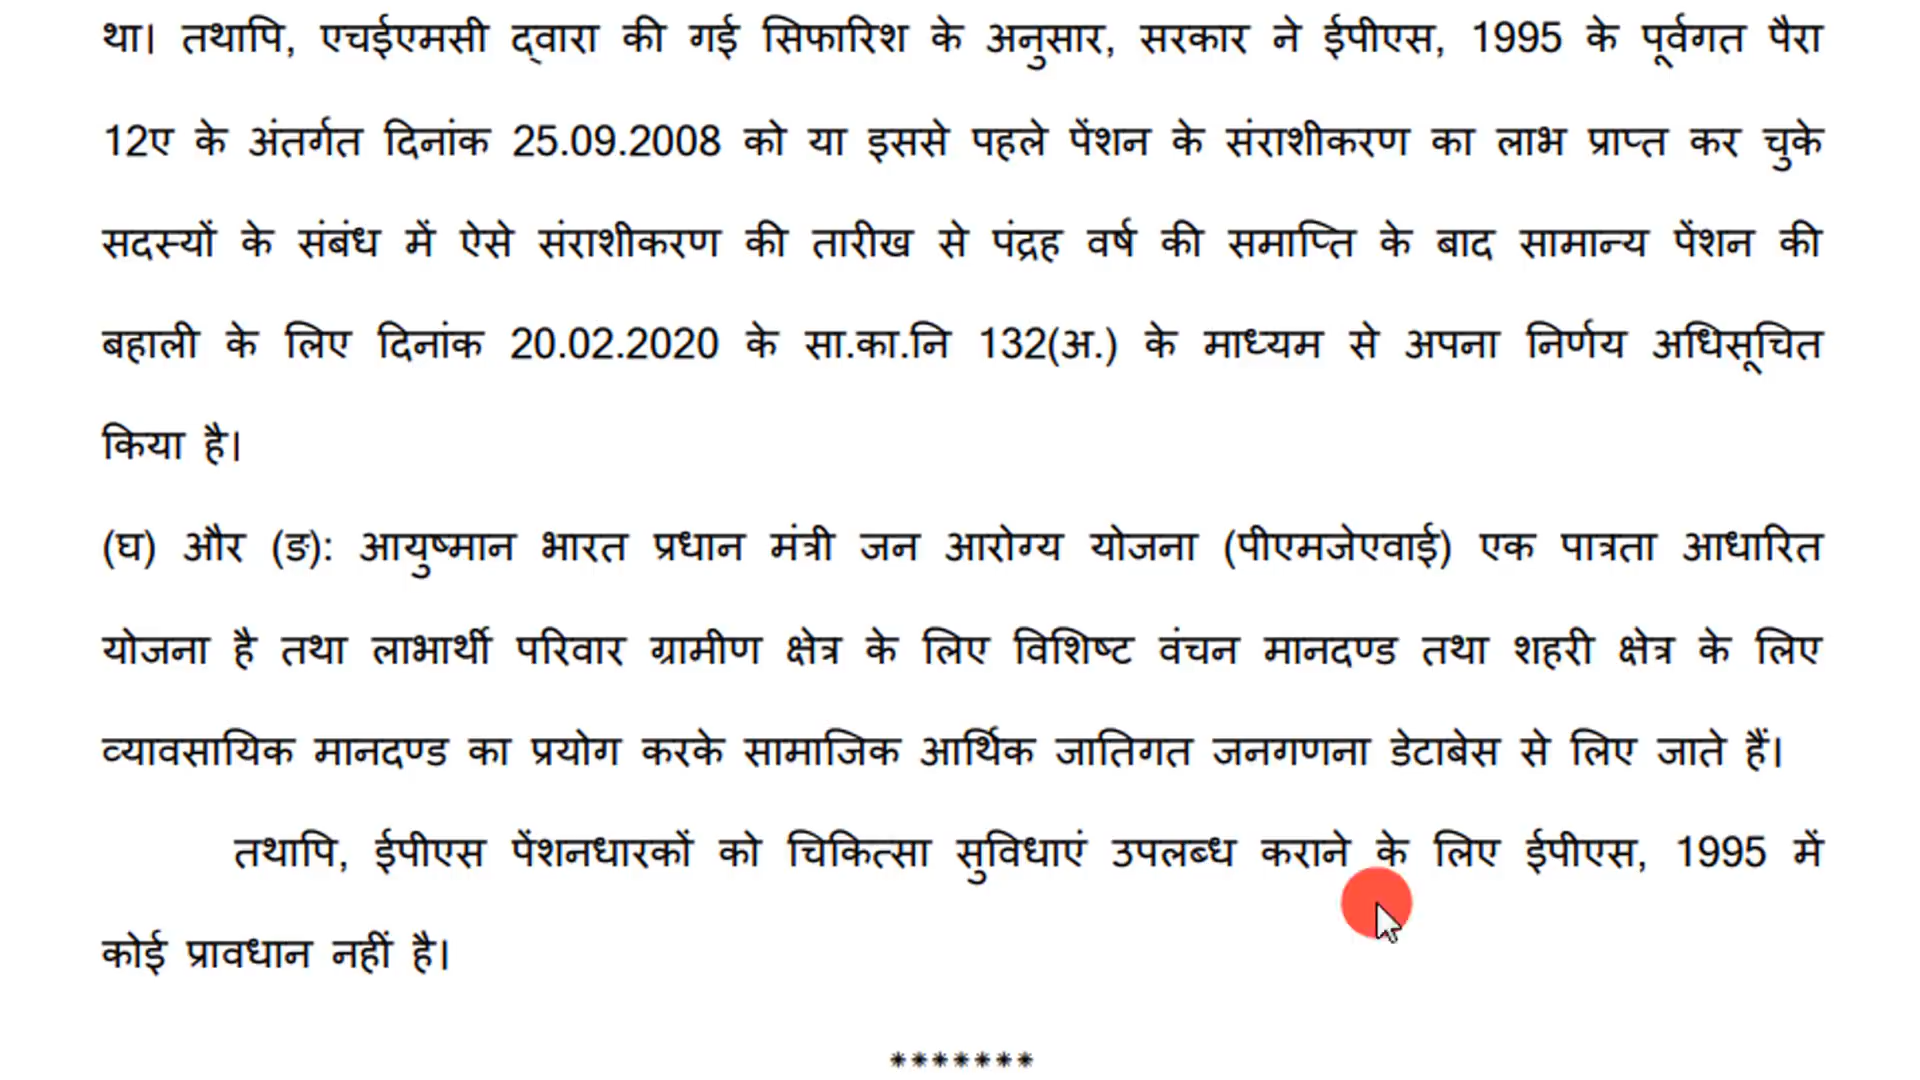 था। तथापि, एचईएमसी द्वारा की गई सिफारिश के अनुसार, सरकार ने ईपीएस, 1995 के पूर्वगत पैरा
12ए के अंतर्गत दिनांक 25.09.2008 को या इससे पहले पेंशन के संराशीकरण का लाभ प्राप्त कर चुके
सदस्यों के संबंध में ऐसे संराशीकरण की तारीख से पंद्रह वर्ष की समाप्ति के बाद सामान्य पेंशन की
बहाली के लिए दिनांक 20.02.2020 के सा.का.नि 132(अ.) के माध्यम से अपना निर्णय अधिसूचित
किया है।
(घ) और (ङ): आयुष्मान भारत प्रधान मंत्री जन आरोग्य योजना (पीएमजेएवाई) एक पात्रता आधारित
योजना है तथा लाभार्थी परिवार ग्रामीण क्षेत्र के लिए विशिष्ट वंचन मानदण्ड तथा शहरी क्षेत्र के लिए
व्यावसायिक मानदण्ड का प्रयोग करके सामाजिक आर्थिक जातिगत जनगणना डेटाबेस से लिए जाते हैं।
तथापि, ईपीएस पेंशनधारकों को चिकित्सा सुविधाएं उपलब्ध कराने के लिए ईपीएस, 1995 में
कोई प्रावधान नहीं है।
*******